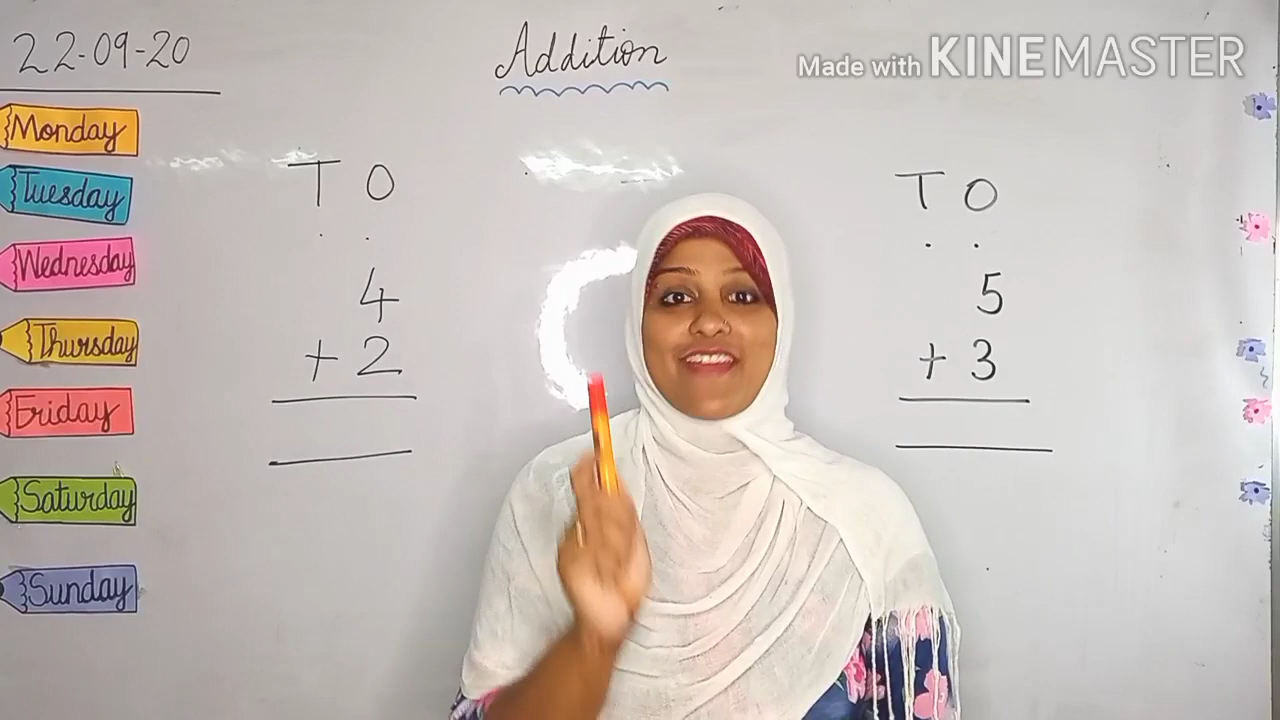 22-09-20
Addition
Made with KINEMASTER
Monday
Tuesday
Wednesday
Thursday
Friday
Saturday
Sunday
T O
4
+ 2
T O
5
+ 3